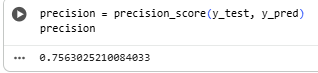 precision = precision_score(y_test, y_pred)
precision
0.7563025210084033